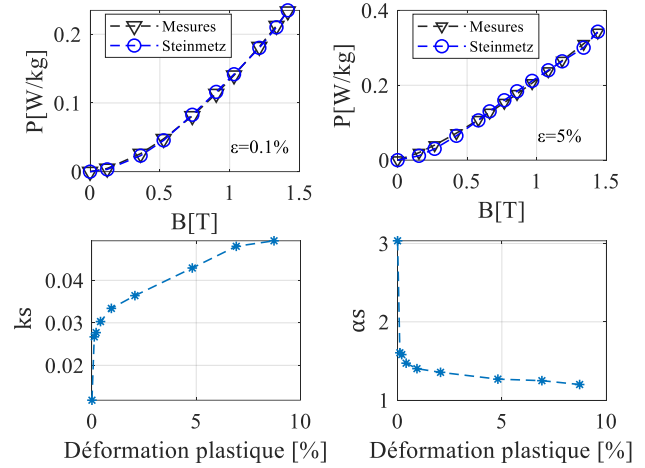 P[W/kg]
0.2
0.1
0
Mesures
Steinmetz
ε=0.1%
0 0.5 1 1.5
B[T]
P[W/kg]
0.4
0.2
0
Mesures
Steinmetz
ε=5%
0 0.5 1 1.5
B[T]
ks
0.04
0.03
0.02
0 5 10
Déformation plastique [%]
αs
3
2
1
0 5 10
Déformation plastique [%]